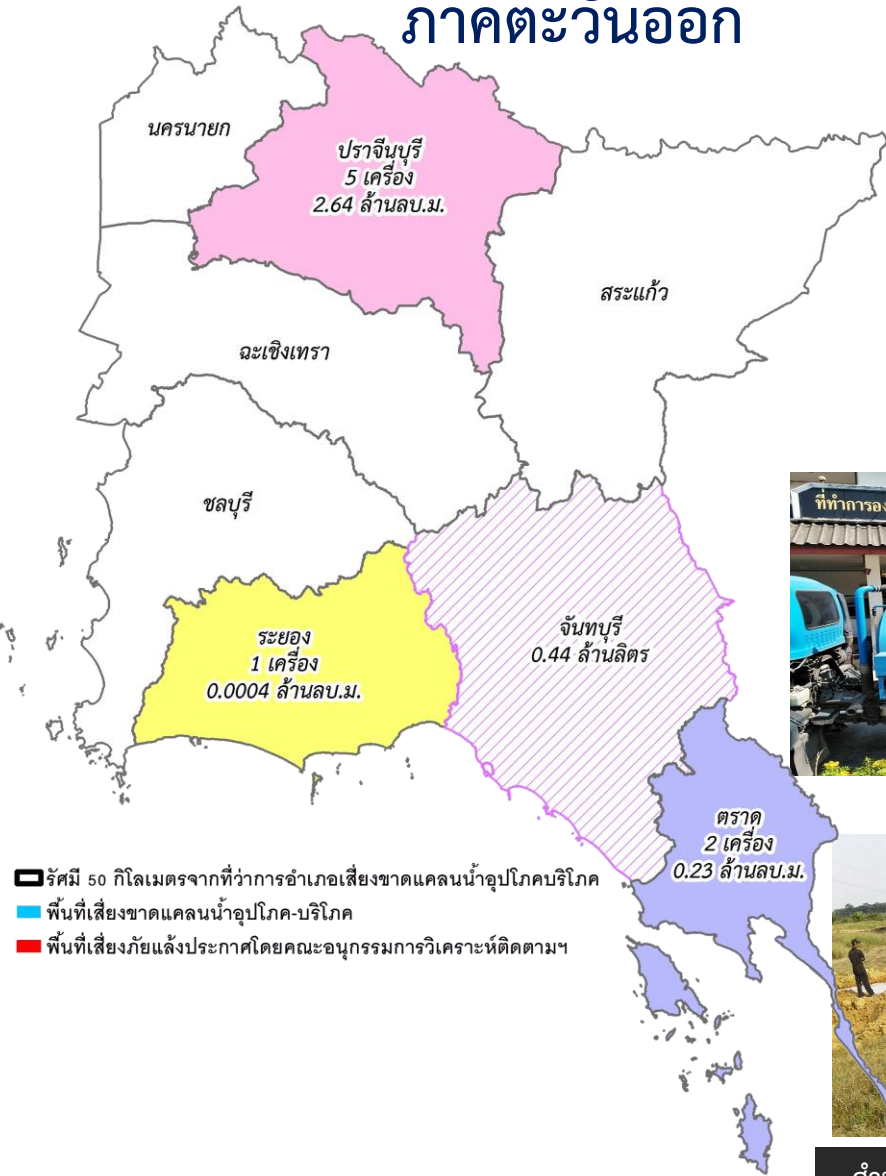 ภาคตะวันออก
นครนายก
ปราจีนบุรี
5 เครื่อง
2.64 ล้านลบ.ม.
สระแก้ว
ฉะเชิงเทรา
ชลบุรี
ที่ทำการอง
จันทบุรี
0.44 ล้านลิตร
ระยอง
1 เครื่อง
0.0004 ล้านลบ.ม.
ตราด
2 เครื่อง
0.23 ล้านลบ.ม.
รัศมี 50 กิโลเมตรจากที่ว่าการอำเภอเสี่ยงขาดแคลนน้ำอุปโภคบริโภค
พื้นที่เสี่ยงขาดแคลนน้ำอุปโภค-บริโภค
พื้นที่เสี่ยงภัยแล้งประกาศโดยคณะอนุกรรมการวิเคราะห์ติดตามฯ